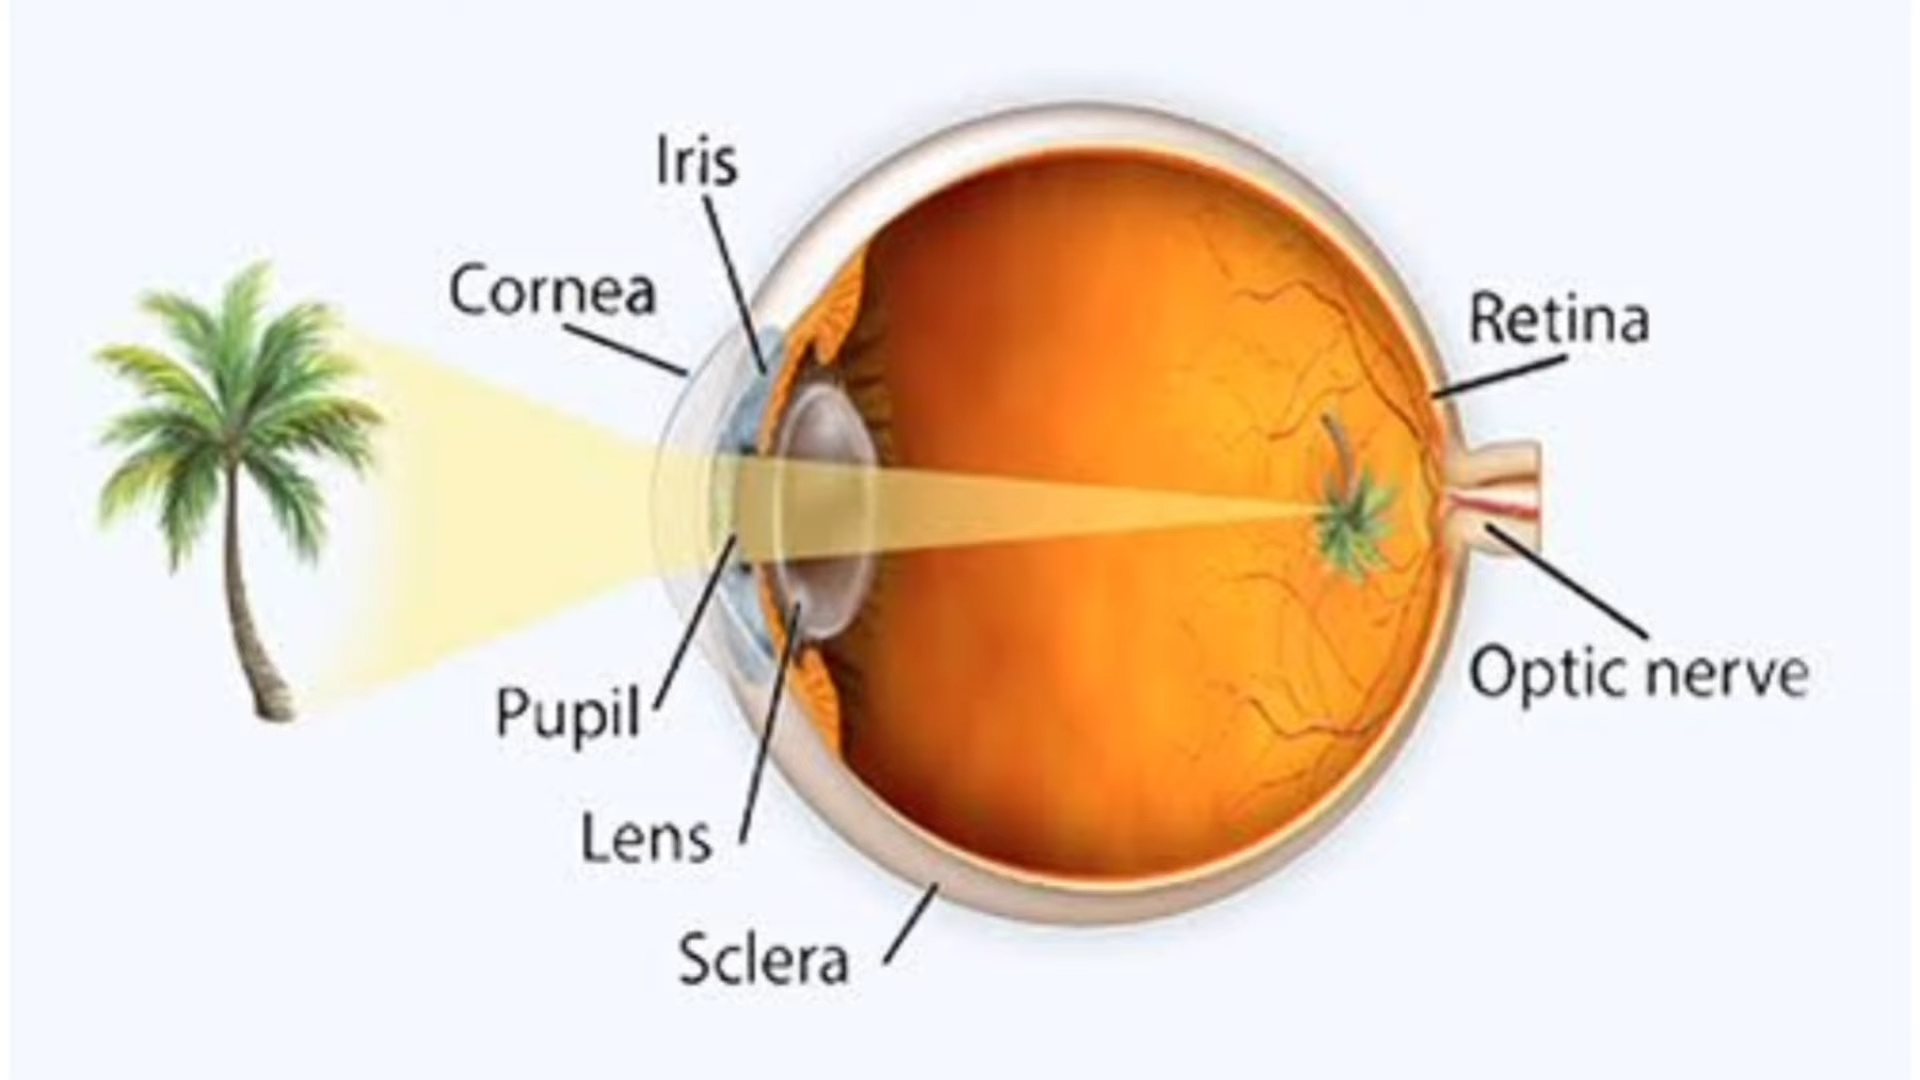 Iris
Cornea
Retina
Optic nerve
Pupil
Lens
Sclera